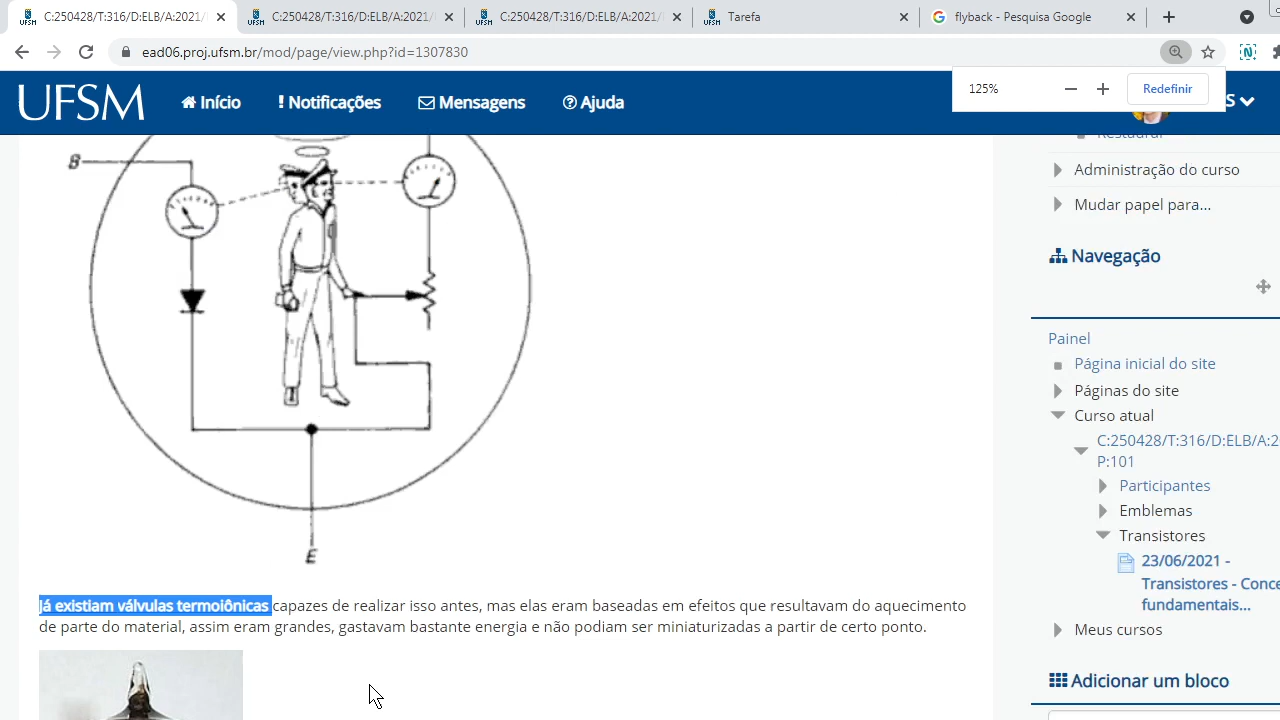 C:250428/T:316/D:ELB/A:2021/
C:250428/T:316/D:ELB/A:2021/
C:250428/T:316/D:ELB/A:2021/
Tarefa
flyback - Pesquisa Google
ead06.proj.ufsm.br/mod/page/view.php?id=1307830
125%
Redefinir
UFSM
Início
! Notificações
Mensagens
Ajuda
S
Restaurar
Administração do curso
Mudar papel para...
Navegação
Painel
Página inicial do site
Páginas do site
Curso atual
C:250428/T:316/D:ELB/A:2
P:101
Participantes
Emblemas
Transistores
23/06/2021 -
Transistores - Conce
fundamentais...
Meus cursos
Adicionar um bloco
B
E
Já existiam válvulas termoiônicas capazes de realizar isso antes, mas elas eram baseadas em efeitos que resultavam do aquecimento
de parte do material, assim eram grandes, gastavam bastante energia e não podiam ser miniaturizadas a partir de certo ponto.